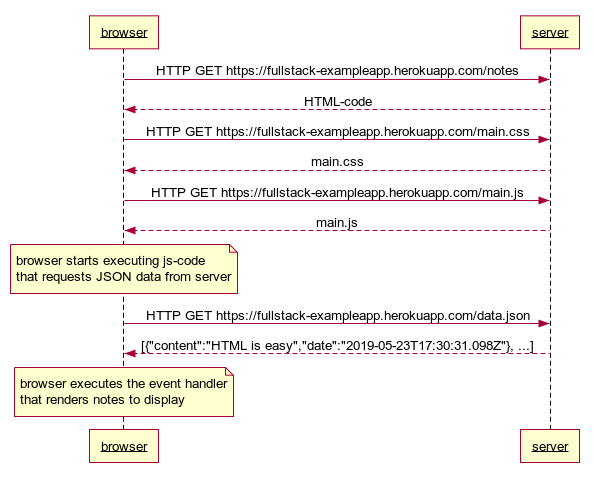 browser
server
HTTP GET https://fullstack-exampleapp.herokuapp.com/notes
HTML-code
HTTP GET https://fullstack-exampleapp.herokuapp.com/main.css
main.css
HTTP GET https://fullstack-exampleapp.herokuapp.com/main.js
main.js
browser starts executing js-code
that requests JSON data from server
HTTP GET https://fullstack-exampleapp.herokuapp.com/data.json
[{"content":"HTML is easy","date":"2019-05-23T17:30:31.098Z"}, ...]
browser executes the event handler
that renders notes to display
browser
server